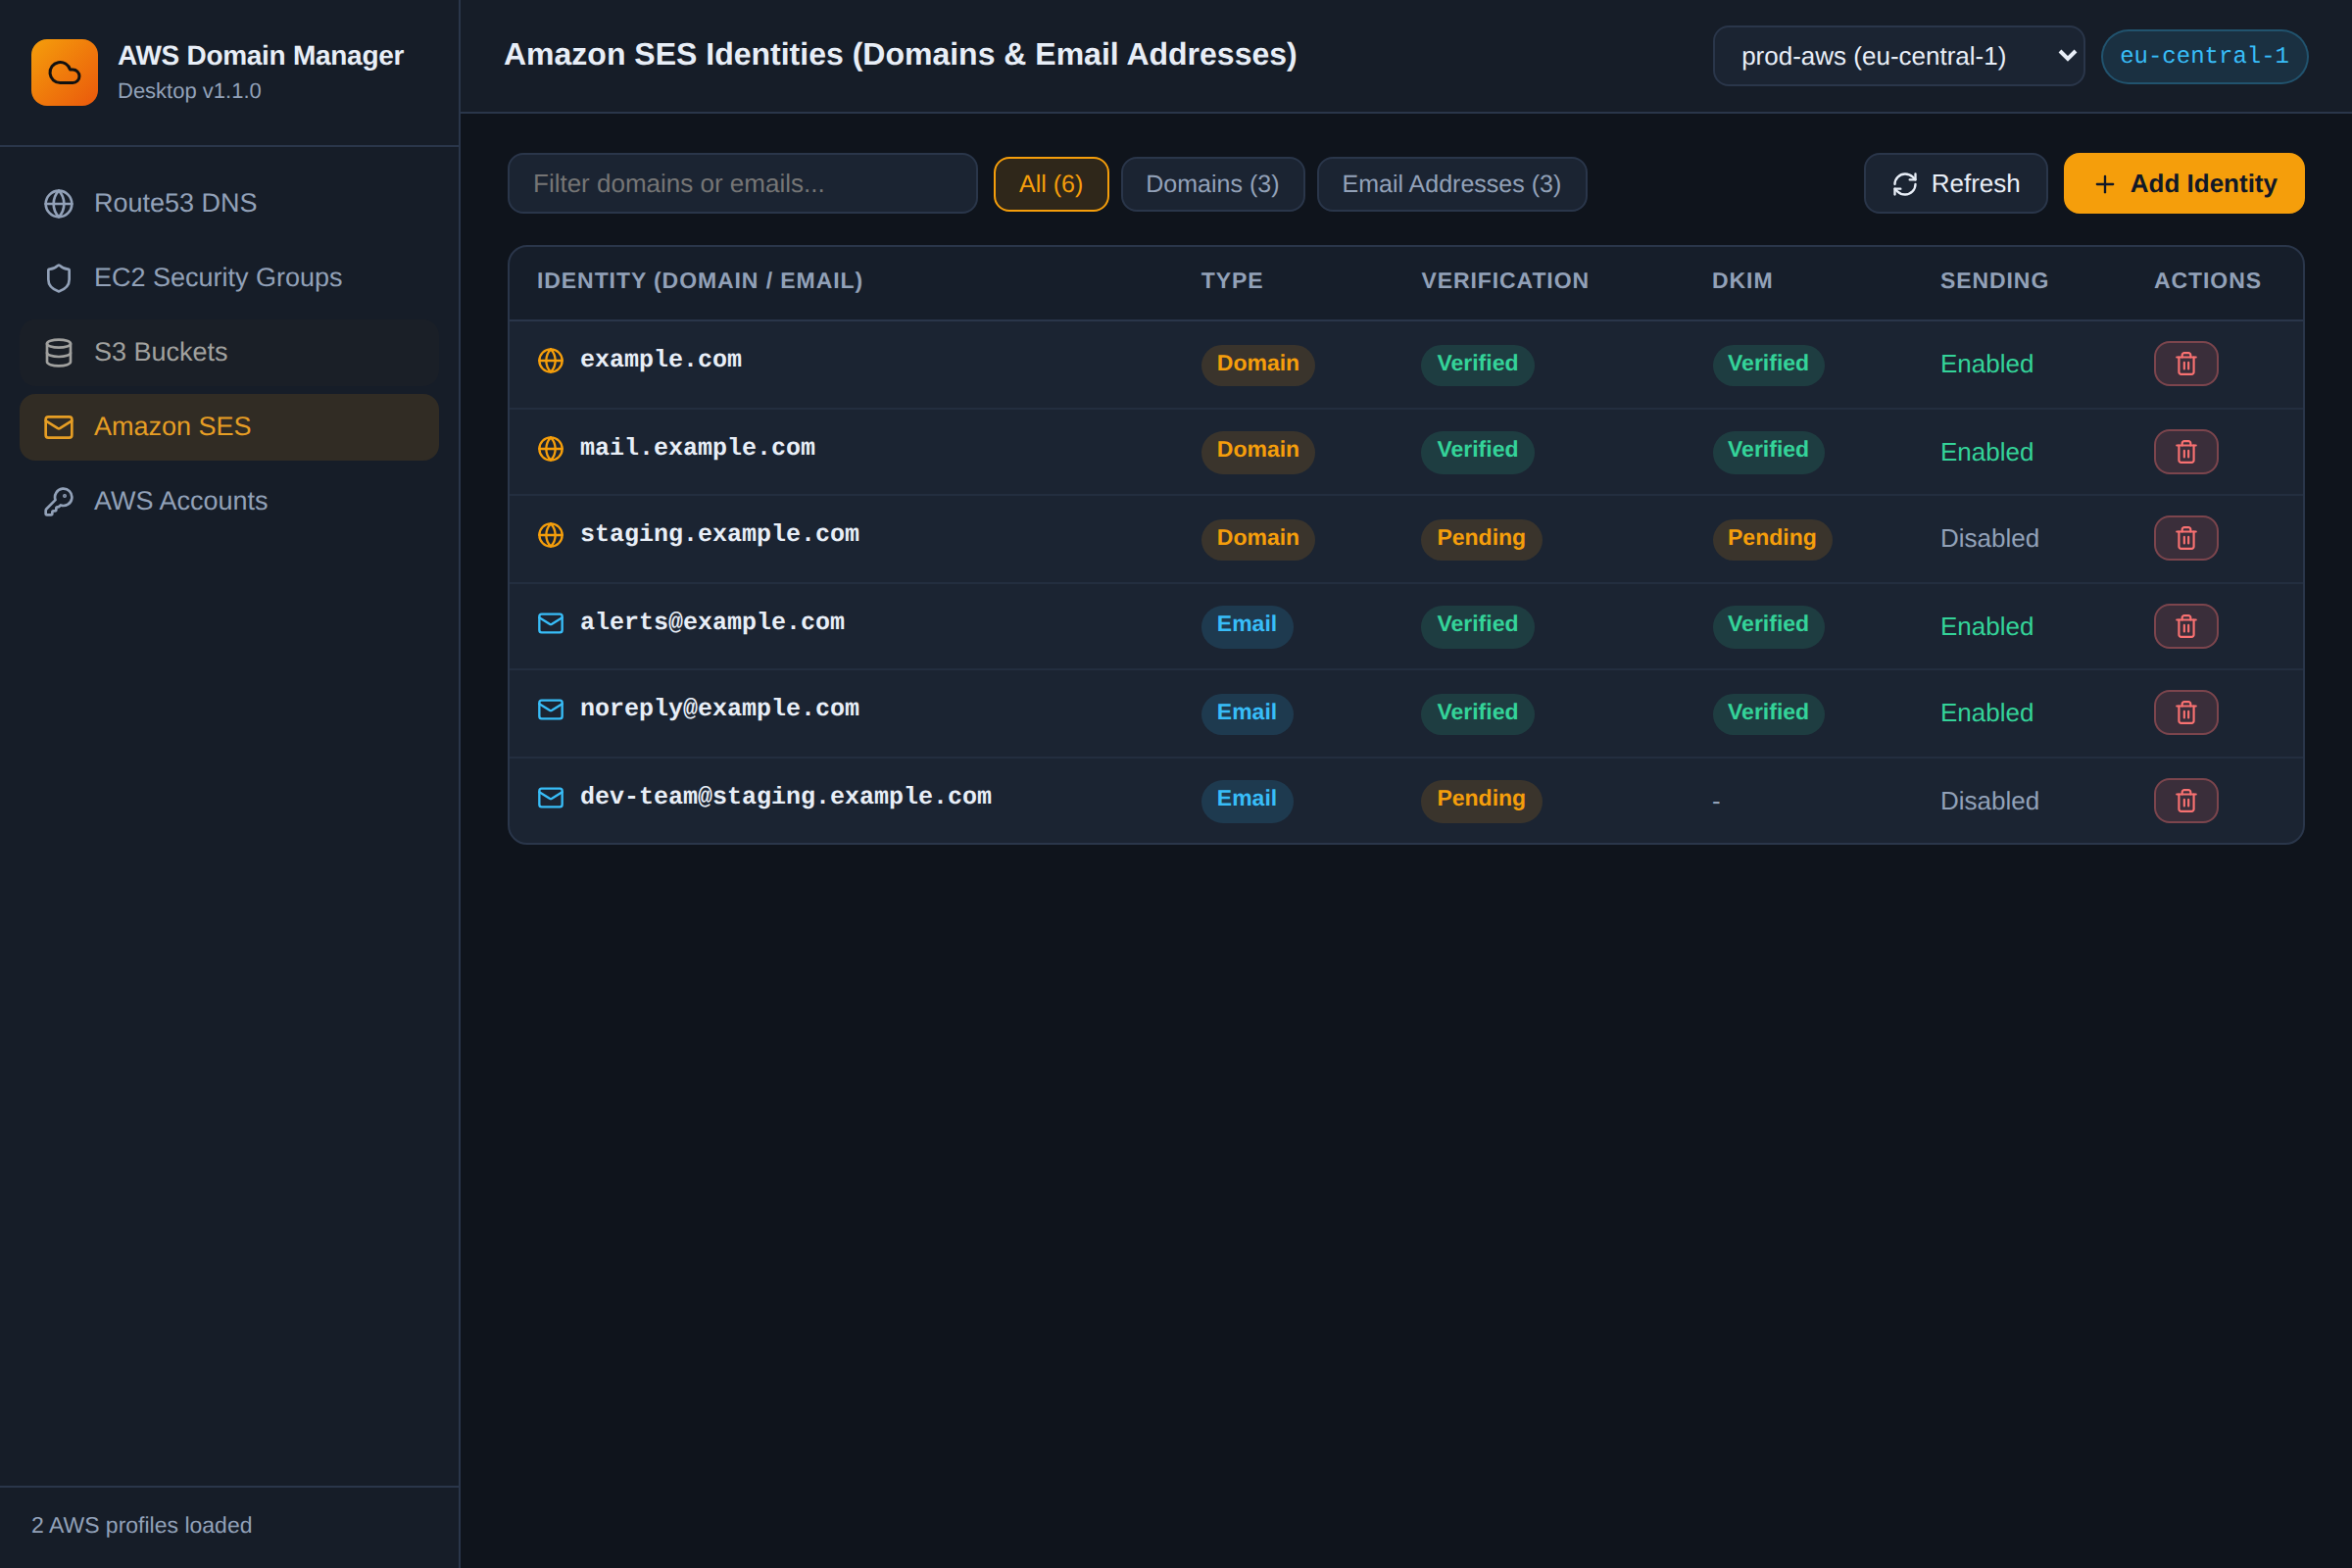 AWS Domain Manager
Desktop v1.1.0
Route53 DNS
EC2 Security Groups
S3 Buckets
Amazon SES
AWS Accounts
2 AWS profiles loaded
Amazon SES Identities (Domains & Email Addresses)
prod-aws (eu-central-1)
eu-central-1
Filter domains or emails...
All (6)
Domains (3)
Email Addresses (3)
Refresh
Add Identity
IDENTITY (DOMAIN / EMAIL) TYPE VERIFICATION DKIM SENDING ACTIONS
example.com Domain Verified Verified Enabled
mail.example.com Domain Verified Verified Enabled
staging.example.com Domain Pending Pending Disabled
alerts@example.com Email Verified Verified Enabled
noreply@example.com Email Verified Verified Enabled
dev-team@staging.example.com Email Pending - Disabled